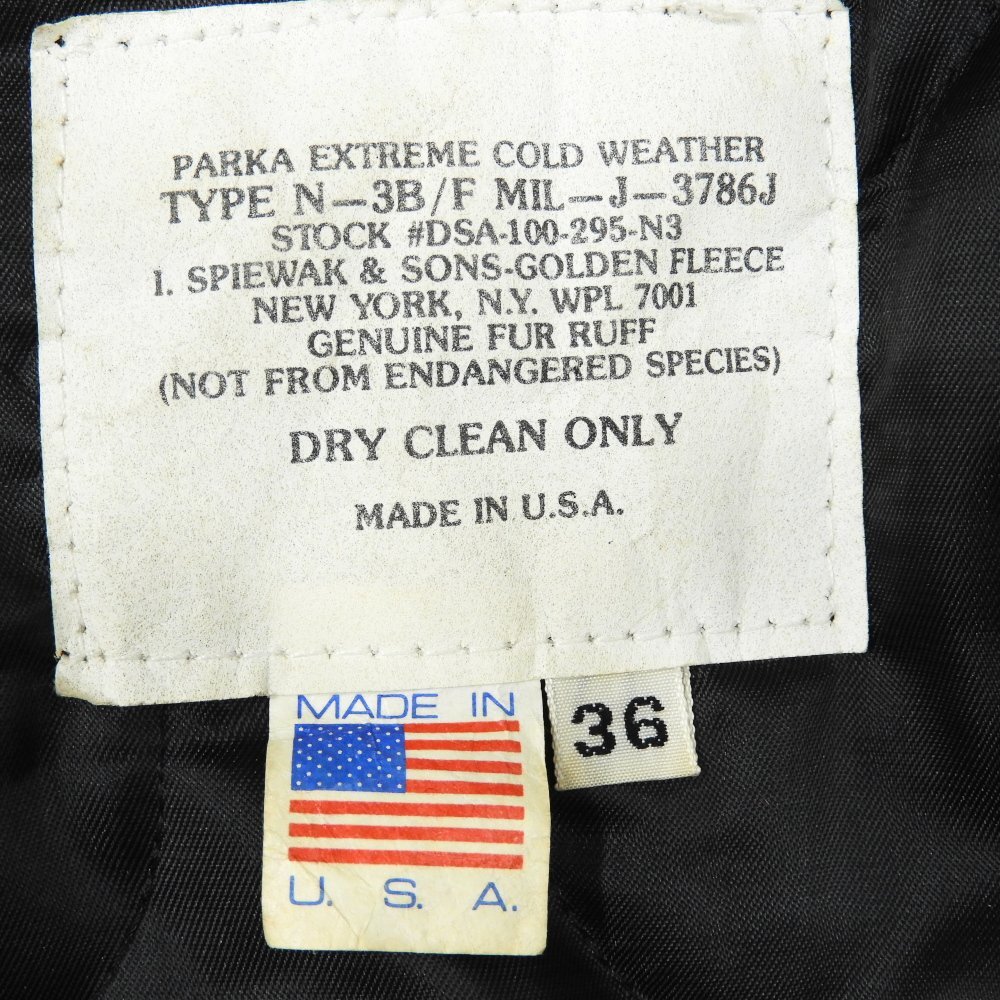 PARKA EXTREME COLD WEATHER
TYPE N—3B/F MIL—J—3786J
STOCK #DSA-100-295-N3
I. SPIEWAK & SONS-GOLDEN FLEECE
NEW YORK, N.Y. WPL 7001
GENUINE FUR RUFF
(NOT FROM ENDANGERED SPECIES)
DRY CLEAN ONLY
MADE IN U.S.A.
MADE IN
U. S. A.
36